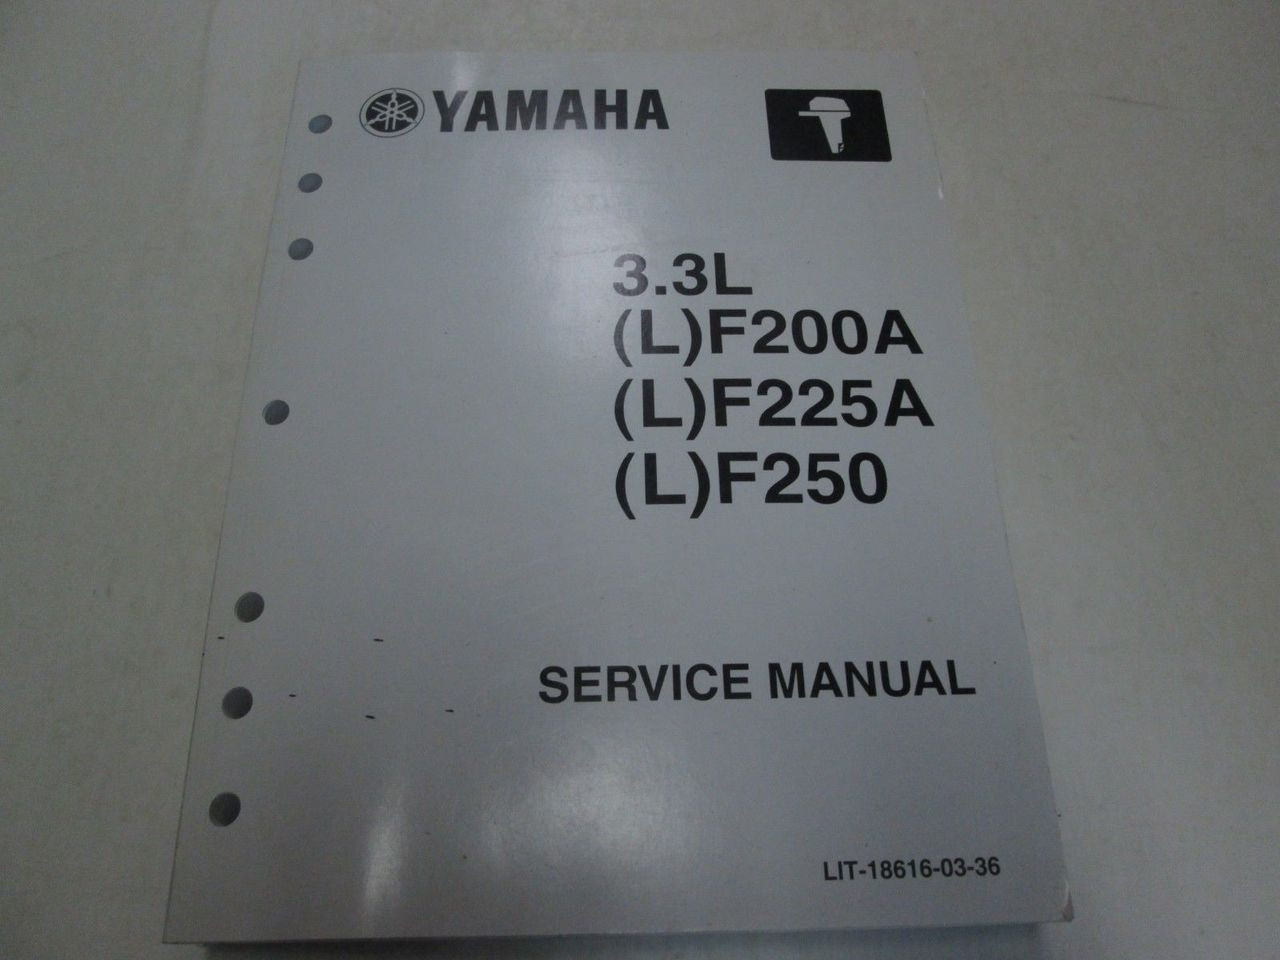 YAMAHA
3.3L
(L)F200A
(L)F225A
(L)F250
SERVICE MANUAL
LIT-18616-03-36